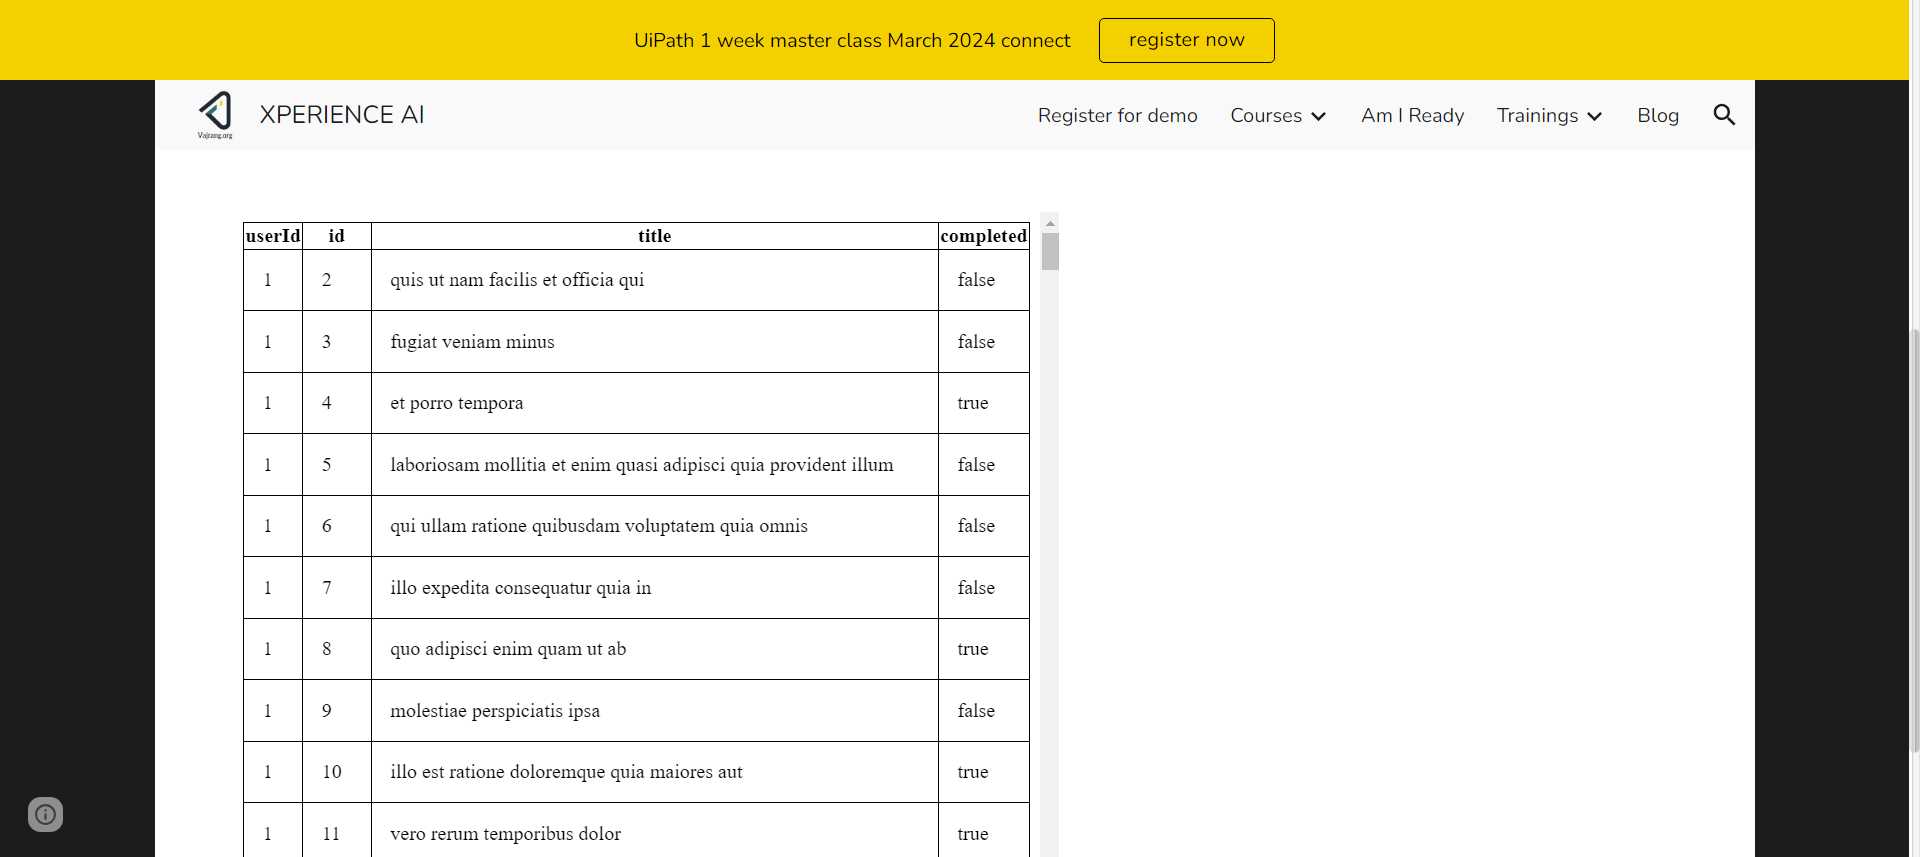 UiPath 1 week master class March 2024 connect register now
Vajrang.org
XPERIENCE AI Register for demo Courses Am I Ready Trainings Blog
userId id title completed
1 2 quis ut nam facilis et officia qui false
1 3 fugiat veniam minus false
1 4 et porro tempora true
1 5 laboriosam mollitia et enim quasi adipisci quia provident illum false
1 6 qui ullam ratione quibusdam voluptatem quia omnis false
1 7 illo expedita consequatur quia in false
1 8 quo adipisci enim quam ut ab true
1 9 molestiae perspiciatis ipsa false
1 10 illo est ratione doloremque quia maiores aut true
1 11 vero rerum temporibus dolor true